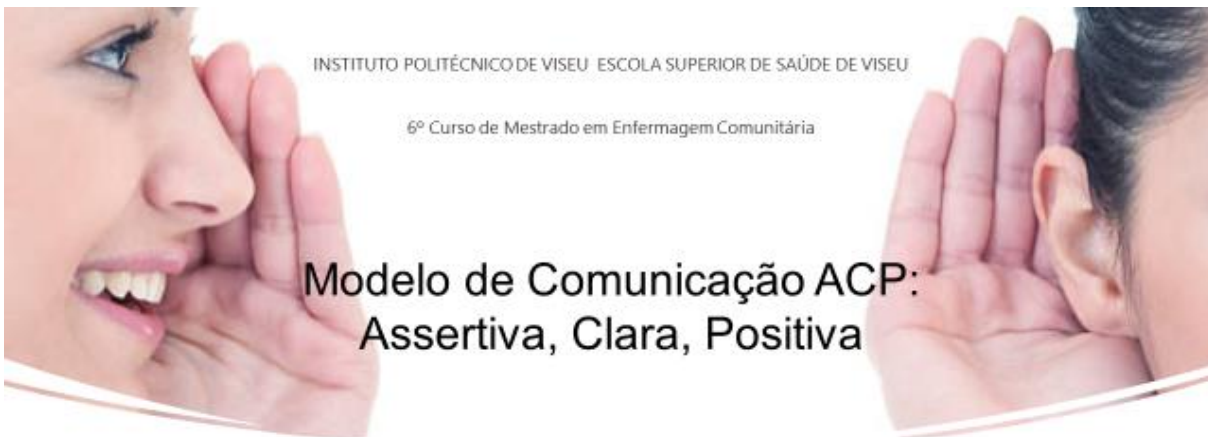 INSTITUTO POLITÉCNICO DE VISEU ESCOLA SUPERIOR DE SAÚDE DE VISEU
6º Curso de Mestrado em Enfermagem Comunitária
Modelo de Comunicação ACP:
Assertiva, Clara, Positiva